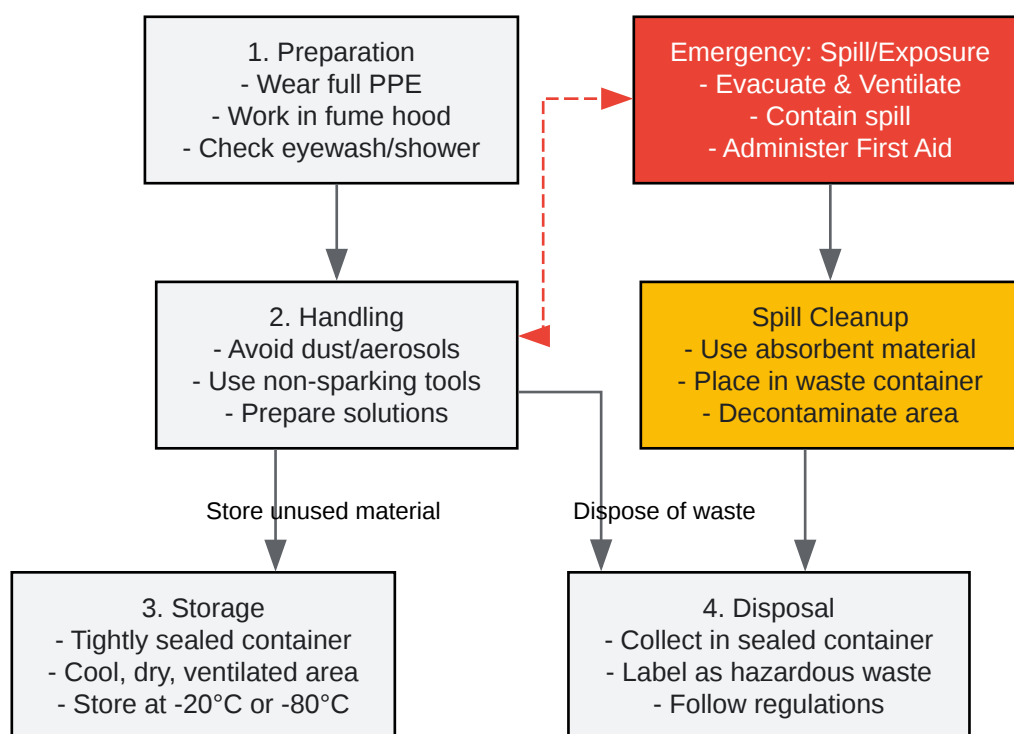 1. Preparation
- Wear full PPE
- Work in fume hood
- Check eyewash/shower
Emergency: Spill/Exposure
- Evacuate & Ventilate
- Contain spill
- Administer First Aid
2. Handling
- Avoid dust/aerosols
- Use non-sparking tools
- Prepare solutions
Spill Cleanup
- Use absorbent material
- Place in waste container
- Decontaminate area
Store unused material
Dispose of waste
3. Storage
- Tightly sealed container
- Cool, dry, ventilated area
- Store at -20°C or -80°C
4. Disposal
- Collect in sealed container
- Label as hazardous waste
- Follow regulations